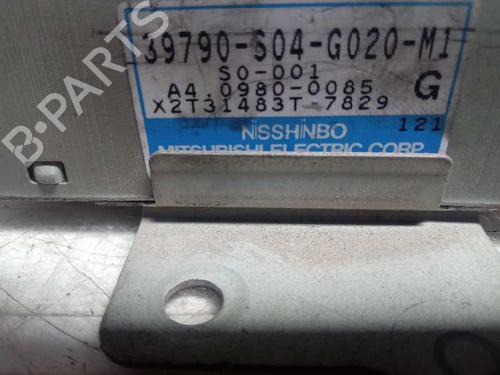 39790-S04-G020-M1
S0-001
A4.0980-0085 G
X2T31483T-7829
121
NISSHINBO
MITSUBISHI ELECTRIC CORP.
B-PARTS